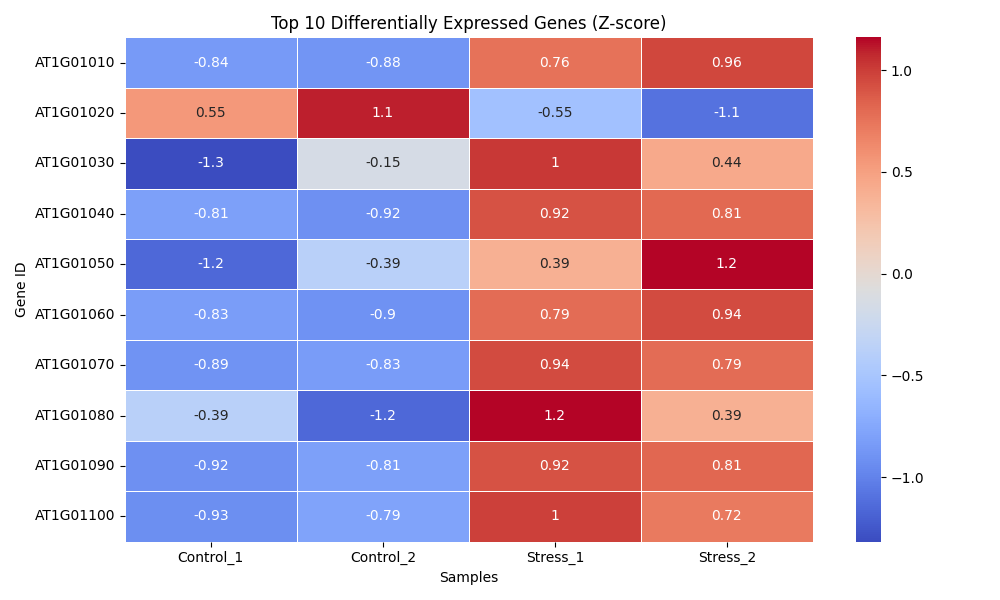 Top 10 Differentially Expressed Genes (Z-score)
Gene ID
AT1G01010 -0.84 -0.88 0.76 0.96
AT1G01020 0.55 1.1 -0.55 -1.1
AT1G01030 -1.3 -0.15 1 0.44
AT1G01040 -0.81 -0.92 0.92 0.81
AT1G01050 -1.2 -0.39 0.39 1.2
AT1G01060 -0.83 -0.9 0.79 0.94
AT1G01070 -0.89 -0.83 0.94 0.79
AT1G01080 -0.39 -1.2 1.2 0.39
AT1G01090 -0.92 -0.81 0.92 0.81
AT1G01100 -0.93 -0.79 1 0.72
Control_1 Control_2 Stress_1 Stress_2
Samples
1.0
0.5
0.0
−0.5
−1.0